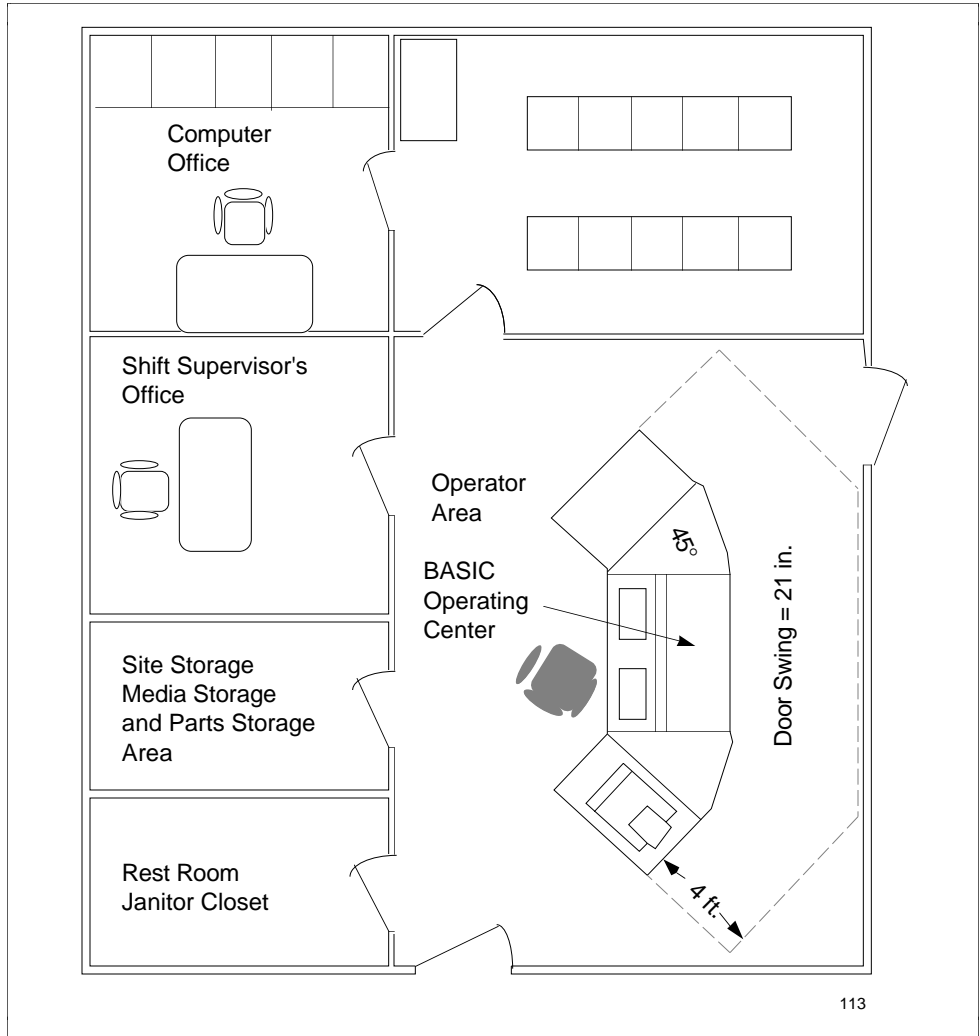 Computer
Office
Shift Supervisor's
Office
Operator
Area
45°
BASIC
Operating
Center
Door Swing = 21 in.
Site Storage
Media Storage
and Parts Storage
Area
Rest Room
Janitor Closet
4 ft.
113